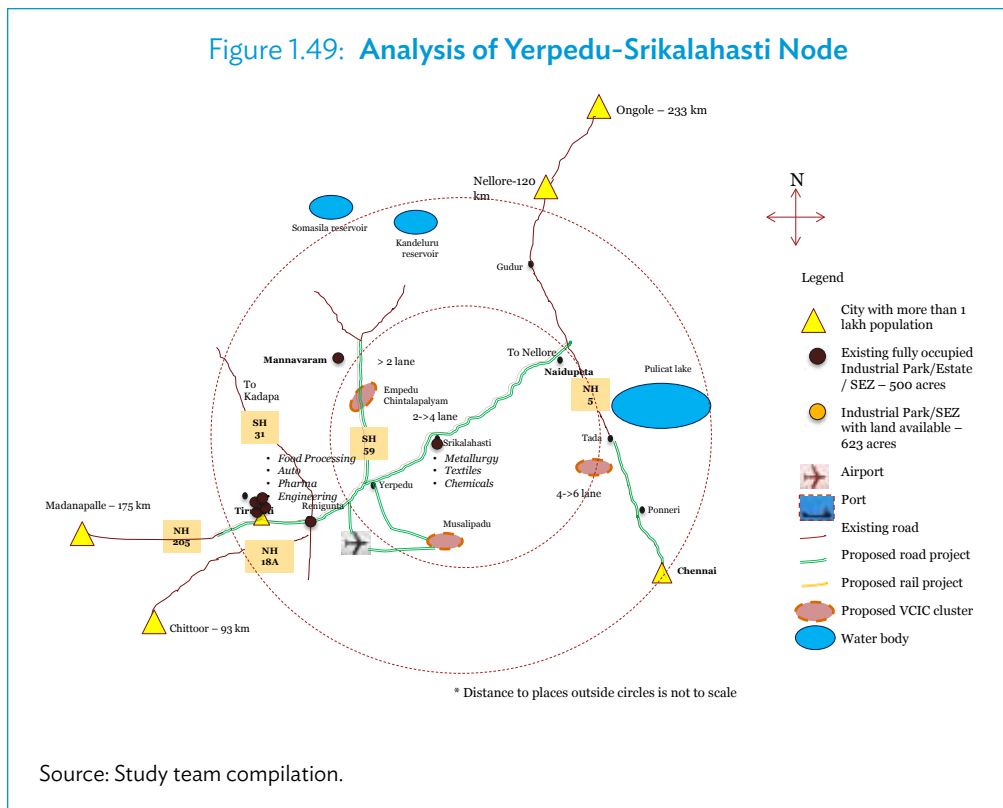 Figure 1.49: Analysis of Yerpedu-Srikalahasti Node
Ongole – 233 km
Nellore-120
km
N
Somasila reservoir
Kandeluru
reservoir
Gudur
Legend
City with more than 1
lakh population
Existing fully occupied
Industrial Park/Estate
/ SEZ – 500 acres
Industrial Park/SEZ
with land available –
623 acres
Airport
Port
Existing road
Proposed road project
Proposed rail project
Proposed VCIC cluster
Water body
Mannavaram
> 2 lane
To Nellore
Naidupeta
Pulicat lake
To
Kadapa
Empedu
Chintalapalyam
NH
5
2->4 lane
SH
31
SH
59
Srikalahasti
Tada
• Food Processing
• Auto
• Pharma
• Engineering
• Metallurgy
• Textiles
• Chemicals
Yerpedu
4->6 lane
Renigunta
Madanapalle – 175 km
Musalipadu
Ponneri
NH
205
NH
18A
Chennai
Chittoor – 93 km
* Distance to places outside circles is not to scale
Source: Study team compilation.